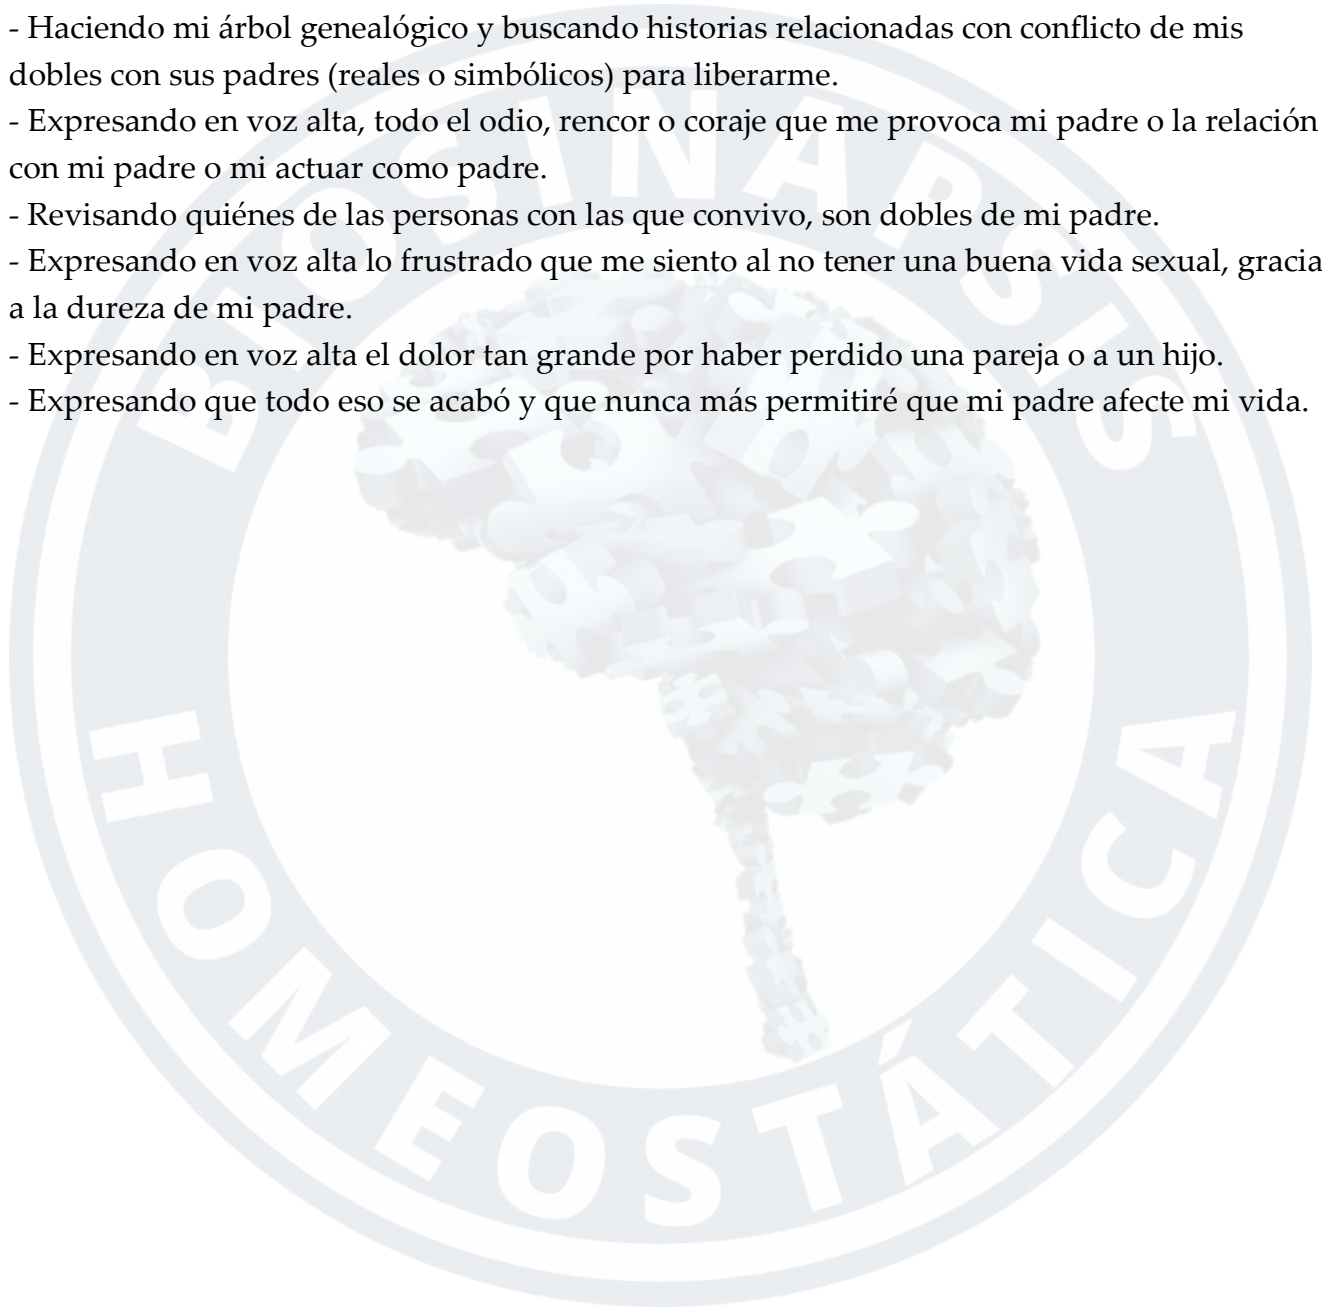 - Haciendo mi árbol genealógico y buscando historias relacionadas con conflicto de mis
dobles con sus padres (reales o simbólicos) para liberarme.
- Expresando en voz alta, todo el odio, rencor o coraje que me provoca mi padre o la relación
con mi padre o mi actuar como padre.
- Revisando quiénes de las personas con las que convivo, son dobles de mi padre.
- Expresando en voz alta lo frustrado que me siento al no tener una buena vida sexual, gracia
a la dureza de mi padre.
- Expresando en voz alta el dolor tan grande por haber perdido una pareja o a un hijo.
- Expresando que todo eso se acabó y que nunca más permitiré que mi padre afecte mi vida.
BIOSINAPSIS
HOMEOSTÁTICA